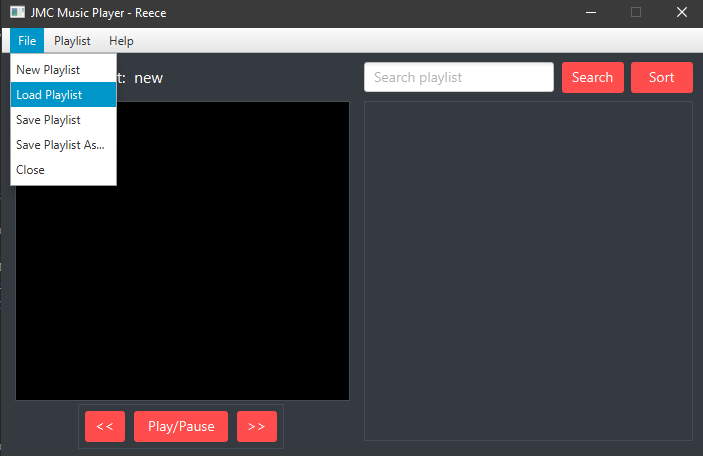 JMC Music Player - Reece
File Playlist Help
New Playlist
Load Playlist
Save Playlist
Save Playlist As...
Close
t: new
Search playlist
Search
Sort
<< Play/Pause >>